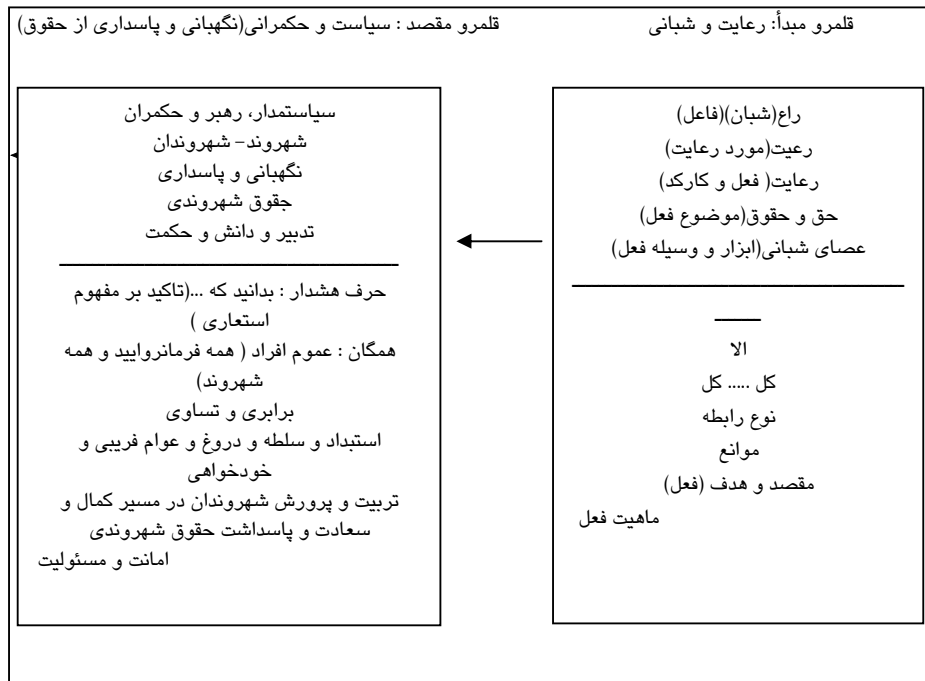 قلمرو مبدأ: رعایت و شبانی
قلمرو مقصد : سیاست و حکمرانی(نگهبانی و پاسداری از حقوق)
راع(شبان)(فاعل)
رعیت(مورد رعایت)
رعایت( فعل و کارکد)
حق و حقوق(موضوع فعل)
عصای شبانی(ابزار و وسیله فعل)
الا
کل ..... کل
نوع رابطه
موانع
مقصد و هدف (فعل)
ماهیت فعل
سیاستمدار، رهبر و حکمران
شهروند– شهروندان
نگهبانی و پاسداری
جقوق شهروندی
تدبیر و دانش و حکمت
حرف هشدار : بدانید که ...(تاکید بر مفهوم
استعاری )
همگان : عموم افراد ( همه فرمانروایید و همه
شهروند)
برابری و تساوی
استبداد و سلطه و دروغ و عوام فریبی و
خودخواهی
تربیت و پرورش شهروندان در مسیر کمال و
سعادت و پاسداشت حقوق شهروندی
امانت و مسئولیت